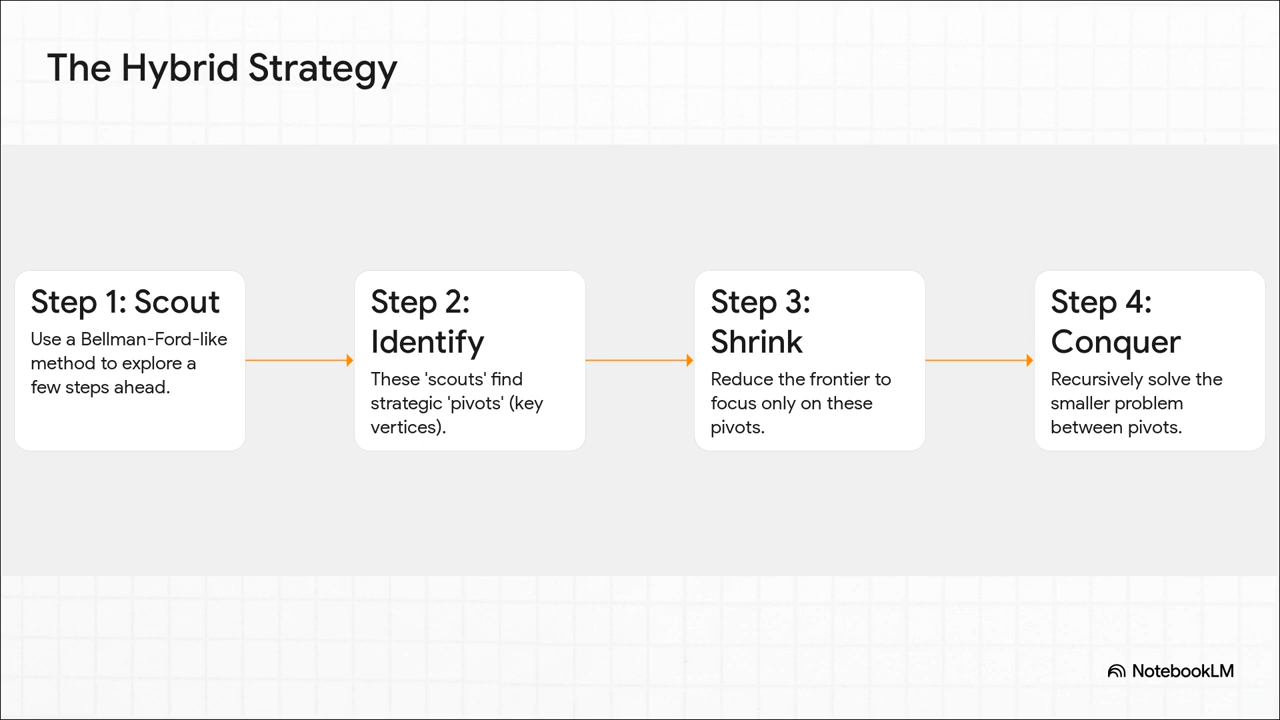 The Hybrid Strategy
Step 1: Scout
Use a Bellman-Ford-like
method to explore a
few steps ahead.
Step 2:
Identify
These 'scouts' find
strategic 'pivots' (key
vertices).
Step 3:
Shrink
Reduce the frontier to
focus only on these
pivots.
Step 4:
Conquer
Recursively solve the
smaller problem
between pivots.
NotebookLM